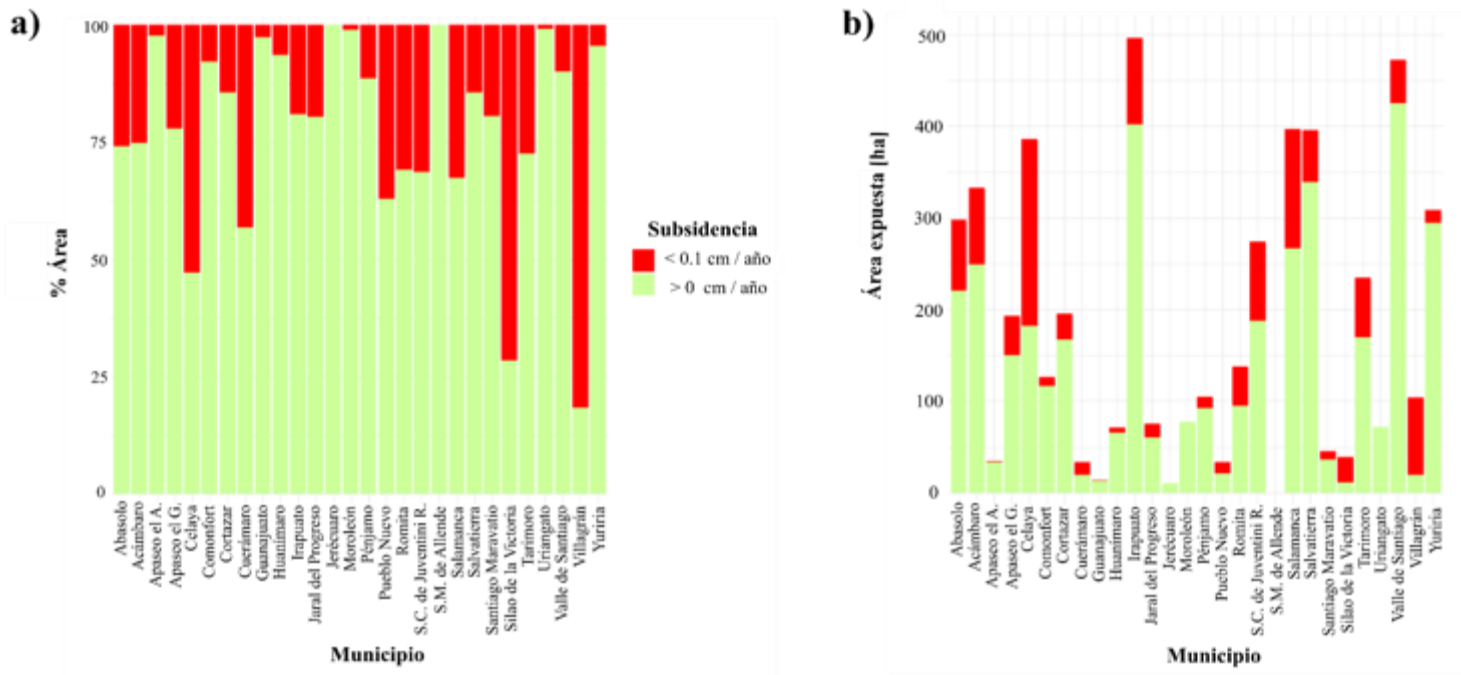 a)
% Área
100
75
50
25
0
Abasolo
Acámbaro
Apaseo el A.
Apaseo el G.
Celaya
Comonfort
Cortazar
Cuerámaro
Guanajuato
Huanímaro
Irapuato
Jaral del Progreso
Jerécuaro
Moroleón
Pénjamo
Pueblo Nuevo
Romita
S.C. de Juventini R.
S.M. de Allende
Salamanca
Salvatierra
Santiago Maravatío
Silao de la Victoria
Tarimoro
Uriangato
Valle de Santiago
Villagrán
Yuriria
Municipio
Subsidencia
< 0.1 cm / año
> 0 cm / año
b)
Área expuesta [ha]
500
400
300
200
100
0
Abasolo
Acámbaro
Apaseo el A.
Apaseo el G.
Celaya
Comonfort
Cortazar
Cuerámaro
Guanajuato
Huanímaro
Irapuato
Jaral del Progreso
Jerécuaro
Moroleón
Pénjamo
Pueblo Nuevo
Romita
S.C. de Juventini R.
S.M. de Allende
Salamanca
Salvatierra
Santiago Maravatío
Silao de la Victoria
Tarimoro
Uriangato
Valle de Santiago
Villagrán
Yuriria
Municipio